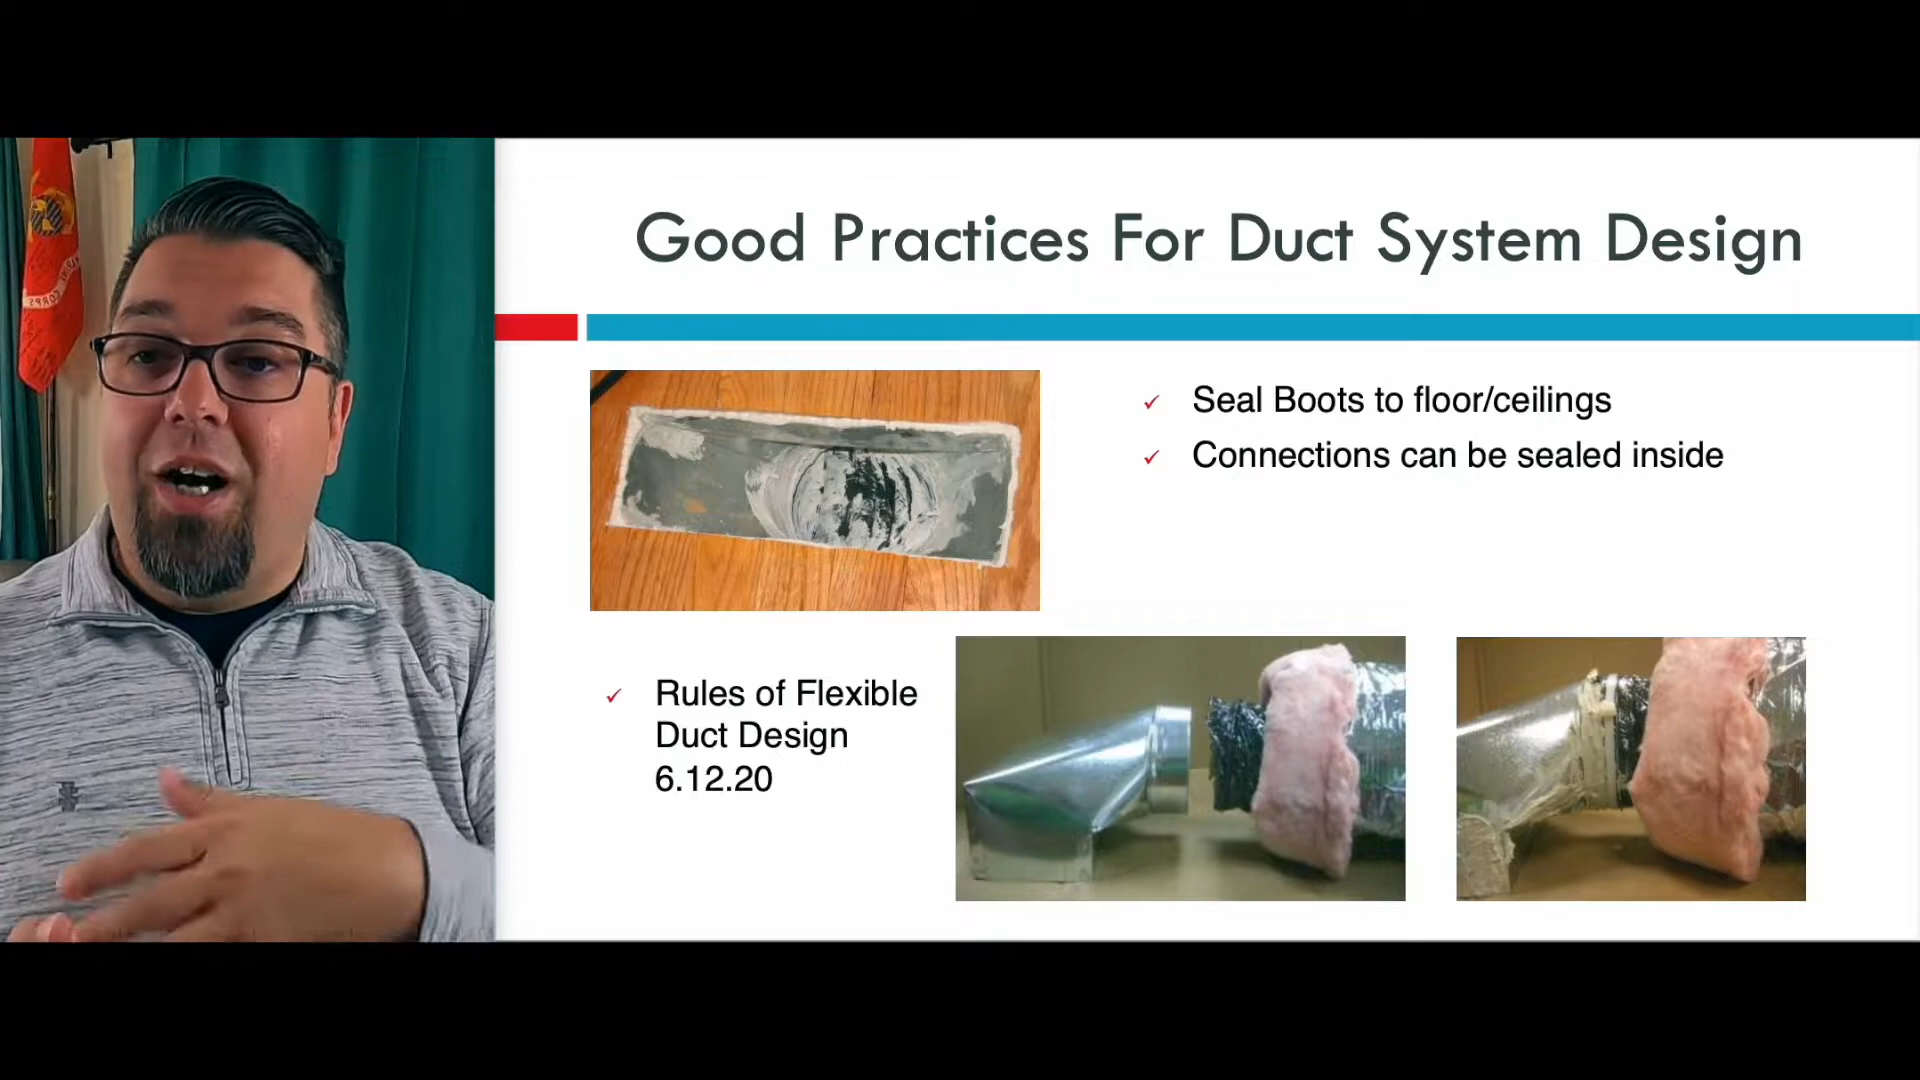 Good Practices For Duct System Design
Seal Boots to floor/ceilings
Connections can be sealed inside
Rules of Flexible
Duct Design
6.12.20
CORPS